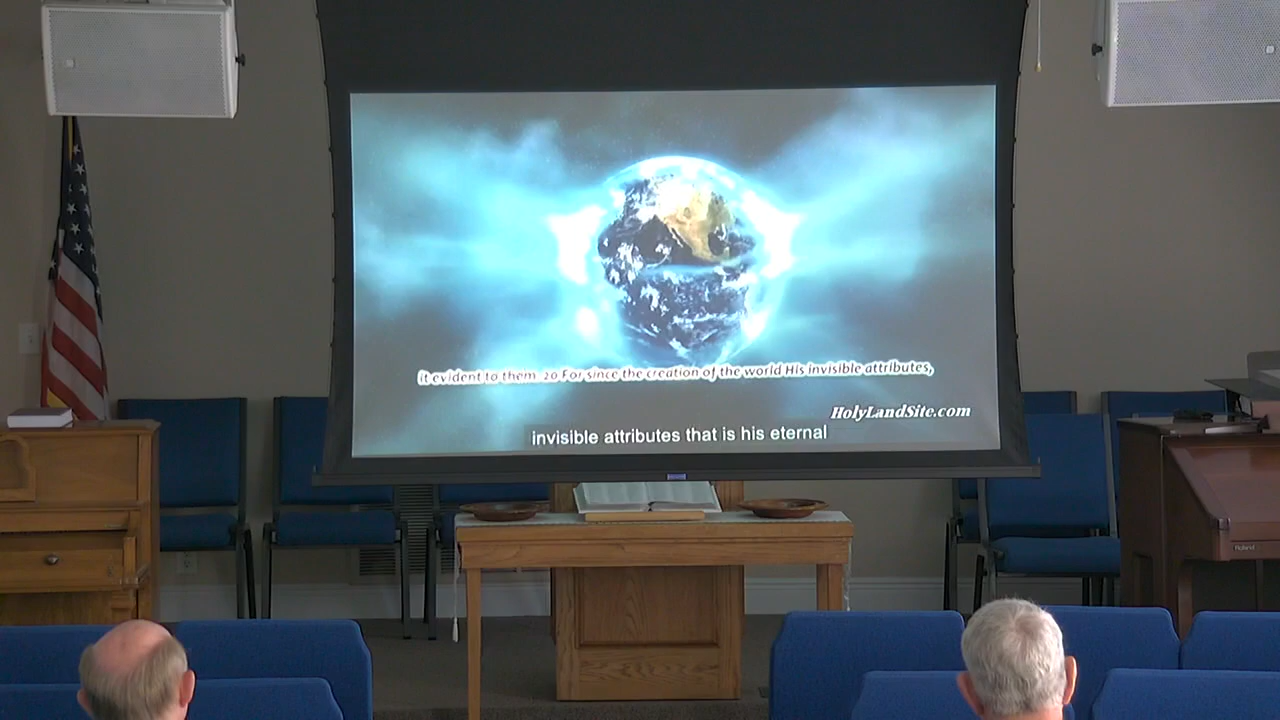 it evident to them. 20 For since the creation of the world His invisible attributes,
HolyLandSite.com
invisible attributes that is his eternal
Roland